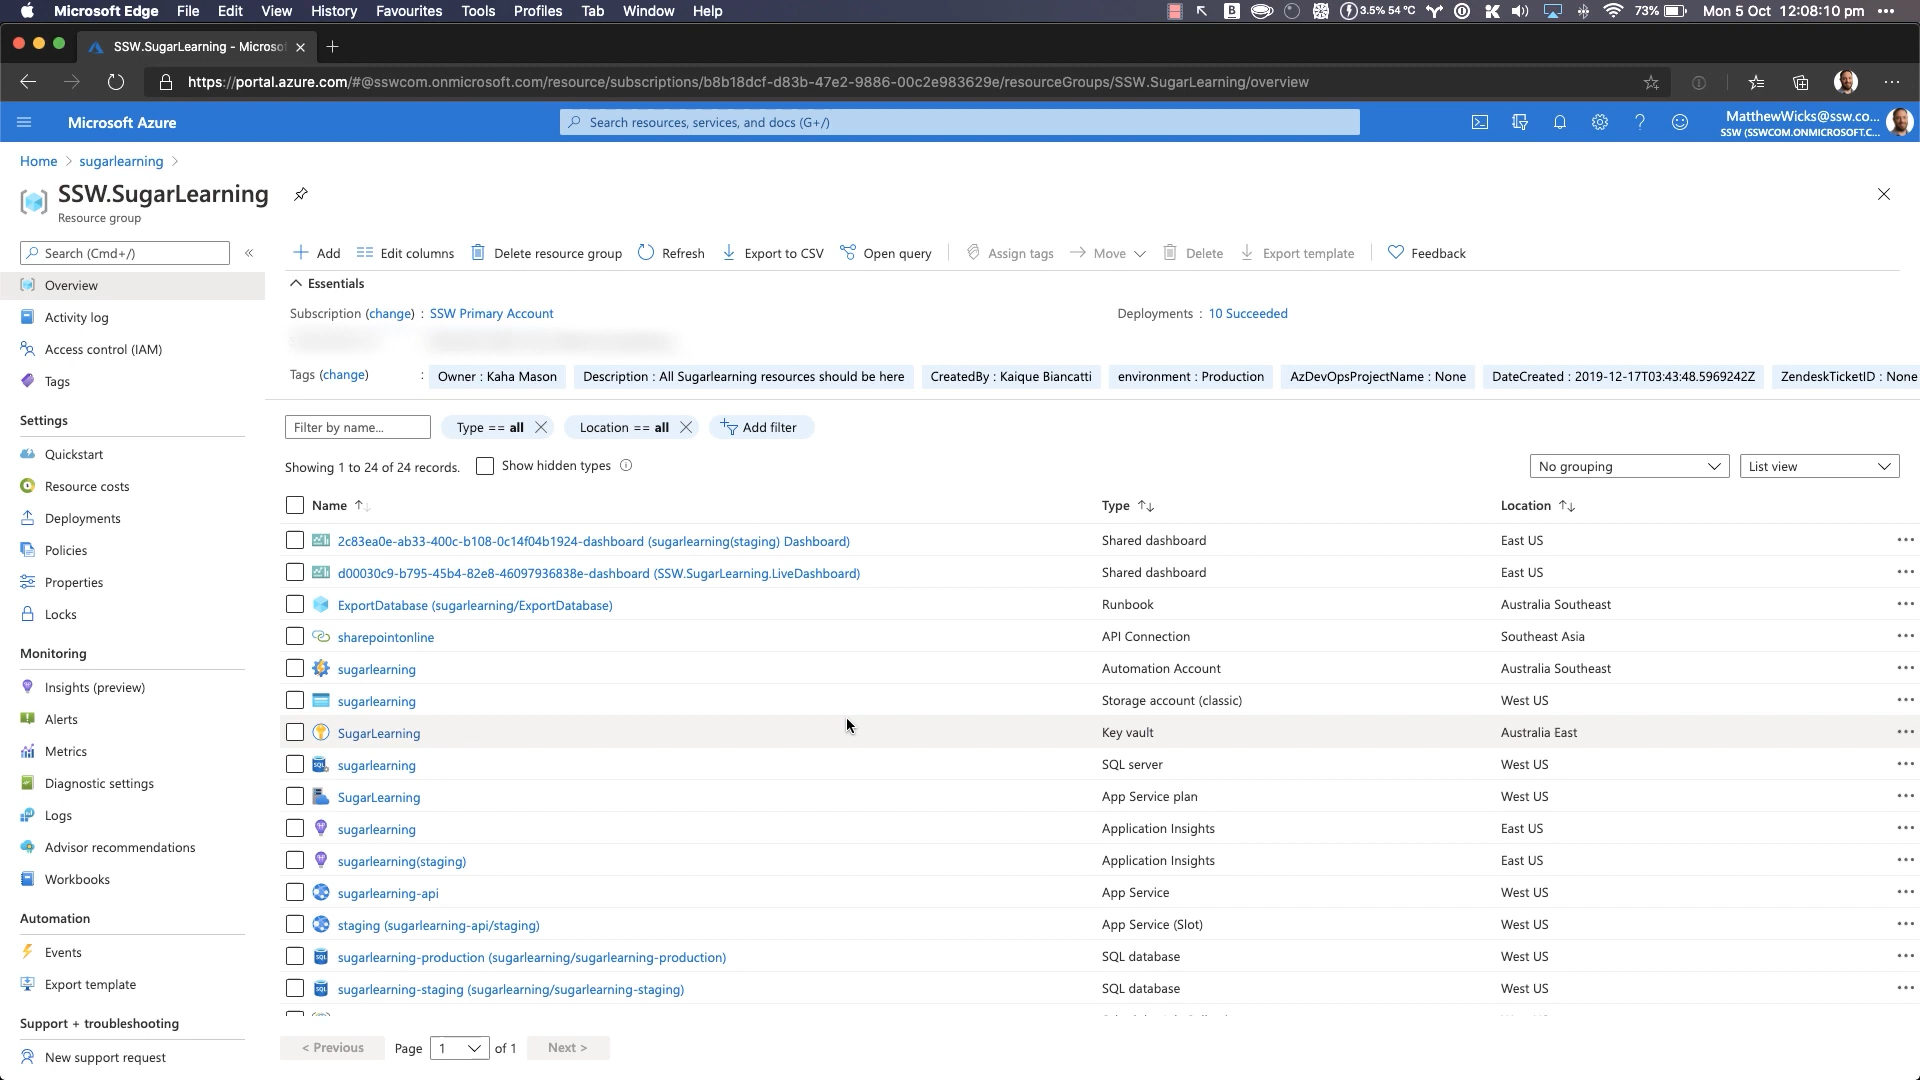 Microsoft Edge File Edit View History Favourites Tools Profiles Tab Window Help 3.5% 54 °C 73% Mon 5 Oct 12:08:10 pm
SSW.SugarLearning - Microso
https://portal.azure.com/#@sswcom.onmicrosoft.com/resource/subscriptions/b8b18dcf-d83b-47e2-9886-00c2e983629e/resourceGroups/SSW.SugarLearning/overview
Microsoft Azure
Search resources, services, and docs (G+/)
MatthewWicks@ssw.co...
SSW (SSWCOM.ONMICROSOFT.C...
Home > sugarlearning >
SSW.SugarLearning
Resource group
Search (Cmd+/)
«
Overview
Activity log
Access control (IAM)
Tags
Settings
Quickstart
Resource costs
Deployments
Policies
Properties
Locks
Monitoring
Insights (preview)
Alerts
Metrics
Diagnostic settings
Logs
Advisor recommendations
Workbooks
Automation
Events
Export template
Support + troubleshooting
New support request
Add Edit columns Delete resource group Refresh Export to CSV Open query Assign tags Move Delete Export template Feedback
Essentials
Subscription (change) : SSW Primary Account
Deployments : 10 Succeeded
Tags (change) : Owner : Kaha Mason Description : All Sugarlearning resources should be here CreatedBy : Kaique Biancatti environment : Production AzDevOpsProjectName : None DateCreated : 2019-12-17T03:43:48.5969242Z ZendeskTicketID : None
Filter by name... Type == all Location == all Add filter
Showing 1 to 24 of 24 records. Show hidden types
No grouping List view
Name Type Location
2c83ea0e-ab33-400c-b108-0c14f04b1924-dashboard (sugarlearning(staging) Dashboard) Shared dashboard East US
d00030c9-b795-45b4-82e8-46097936838e-dashboard (SSW.SugarLearning.LiveDashboard) Shared dashboard East US
ExportDatabase (sugarlearning/ExportDatabase) Runbook Australia Southeast
sharepointonline API Connection Southeast Asia
sugarlearning Automation Account Australia Southeast
sugarlearning Storage account (classic) West US
SugarLearning Key vault Australia East
sugarlearning SQL server West US
SugarLearning App Service plan West US
sugarlearning Application Insights East US
sugarlearning(staging) Application Insights East US
sugarlearning-api App Service West US
staging (sugarlearning-api/staging) App Service (Slot) West US
sugarlearning-production (sugarlearning/sugarlearning-production) SQL database West US
sugarlearning-staging (sugarlearning/sugarlearning-staging) SQL database West US
< Previous Page 1 of 1 Next >